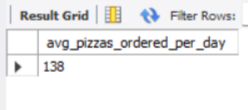 Result Grid Filter Rows:
avg_pizzas_ordered_per_day
138